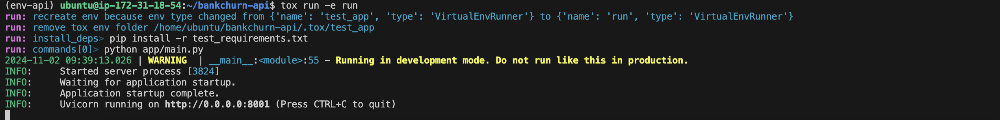 (env-api) ubuntu@ip-172-31-18-54:~/bankchurn-api$ tox run -e run
run: recreate env because env type changed from {'name': 'test_app', 'type': 'VirtualEnvRunner'} to {'name': 'run', 'type': 'VirtualEnvRunner'}
run: remove tox env folder /home/ubuntu/bankchurn-api/.tox/test_app
run: install_deps> pip install -r test_requirements.txt
run: commands[0]> python app/main.py
2024-11-02 09:39:13.026 | WARNING  | __main__:<module>:55 - Running in development mode. Do not run like this in production.
INFO:     Started server process [3824]
INFO:     Waiting for application startup.
INFO:     Application startup complete.
INFO:     Uvicorn running on http://0.0.0.0:8001 (Press CTRL+C to quit)